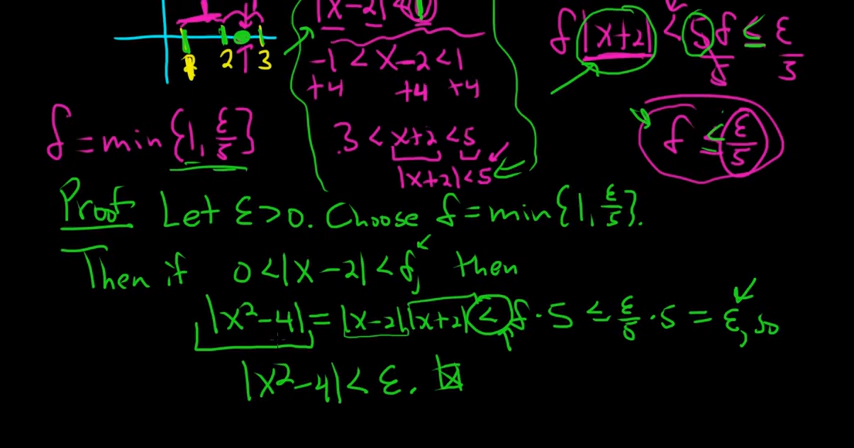 |x-2| < 1
-1 < x-2 < 1
+4 +4 +4
3 < x+2 < 5
|x+2| < 5
2 3
δ |x+2| < 5δ ≤ ε
δ ≤ ε/5
δ = min{1, ε/5}
Proof Let ε>0. Choose δ = min{1, ε/5}.
Then if 0<|x-2|<δ, then
|x²-4| = |x-2||x+2| < δ·5 ≤ ε/5·5 = ε, so
|x²-4| < ε.